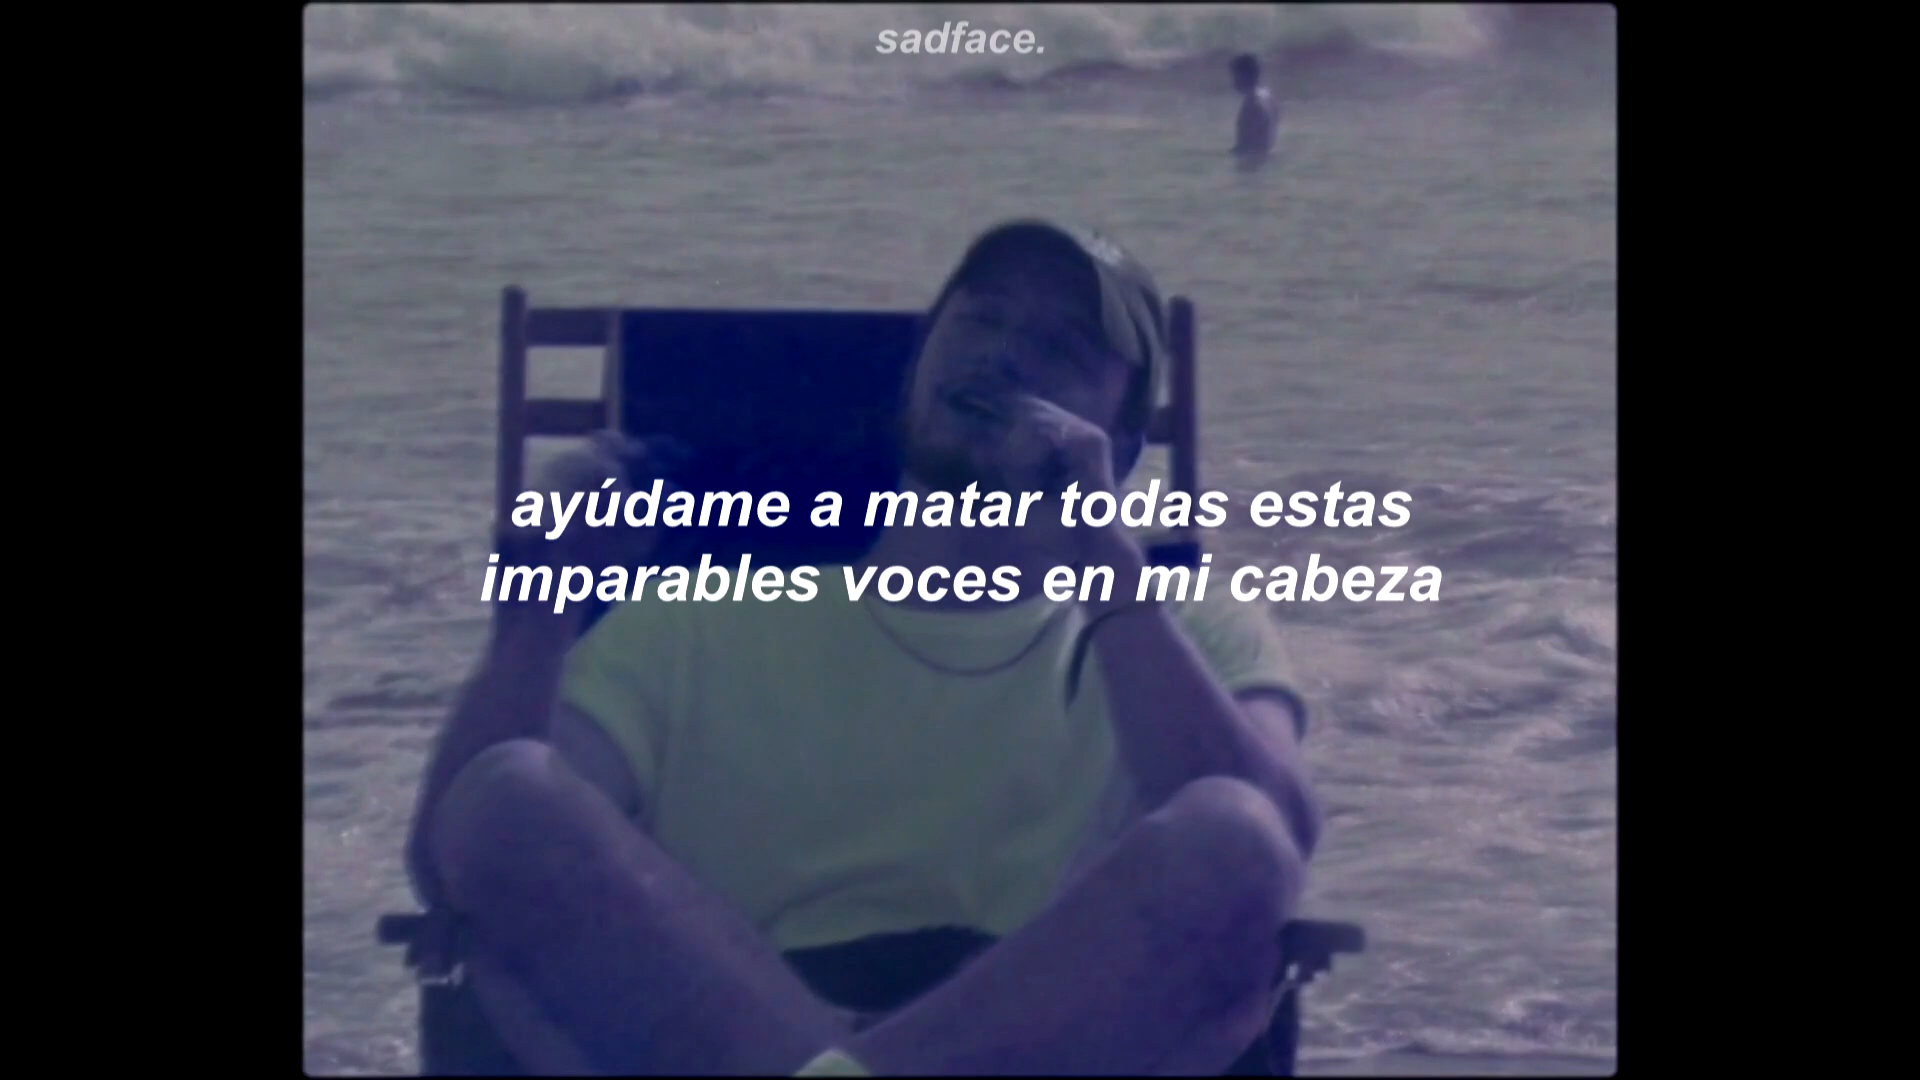 sadface.
ayúdame a matar todas estas
imparables voces en mi cabeza